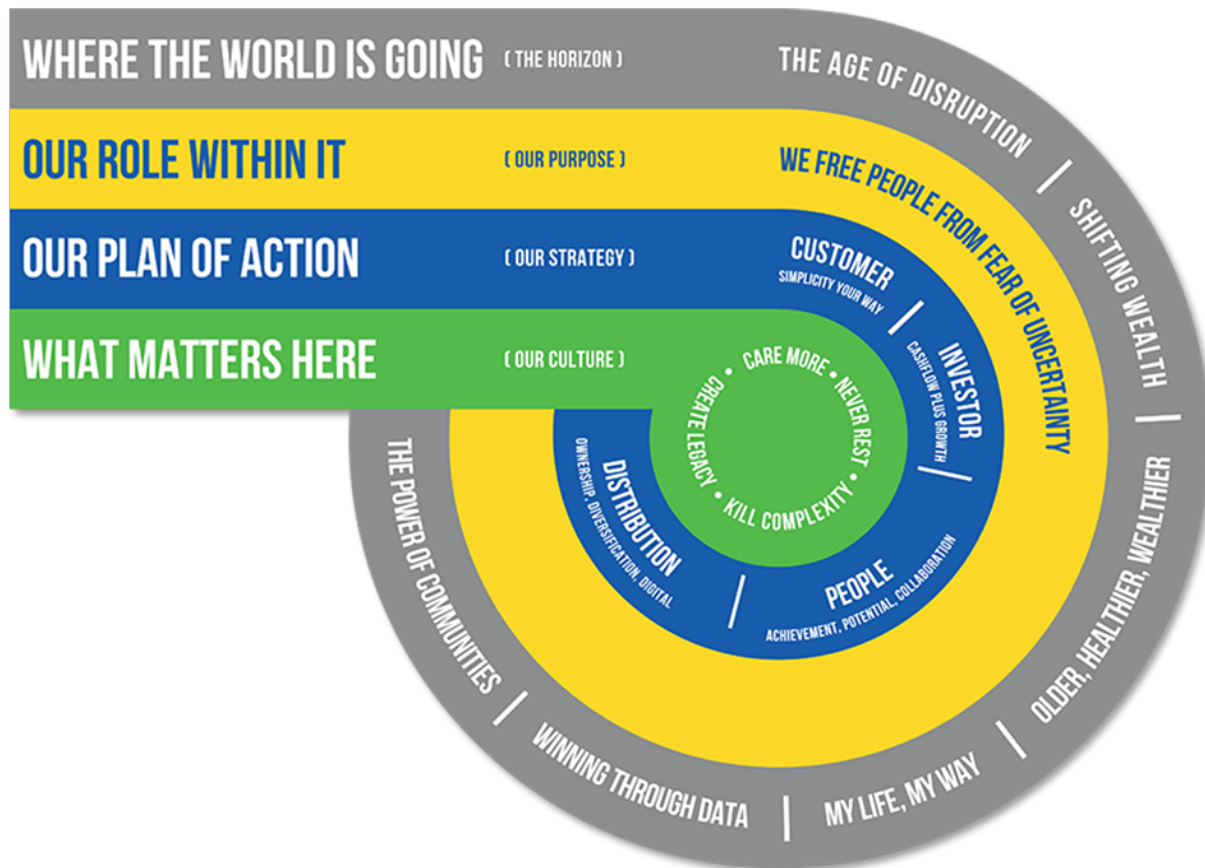 WHERE THE WORLD IS GOING ( THE HORIZON )
THE AGE OF DISRUPTION | SHIFTING WEALTH | OLDER, HEALTHIER, WEALTHIER | MY LIFE, MY WAY | WINNING THROUGH DATA | THE POWER OF COMMUNITIES
OUR ROLE WITHIN IT ( OUR PURPOSE )
WE FREE PEOPLE FROM FEAR OF UNCERTAINTY
OUR PLAN OF ACTION ( OUR STRATEGY )
CUSTOMER
SIMPLICITY YOUR WAY
INVESTOR
CASHFLOW PLUS GROWTH
PEOPLE
ACHIEVEMENT, POTENTIAL, COLLABORATION
DISTRIBUTION
OWNERSHIP, DIVERSIFICATION, DIGITAL
WHAT MATTERS HERE ( OUR CULTURE )
CARE MORE • NEVER REST • KILL COMPLEXITY • CREATE LEGACY •